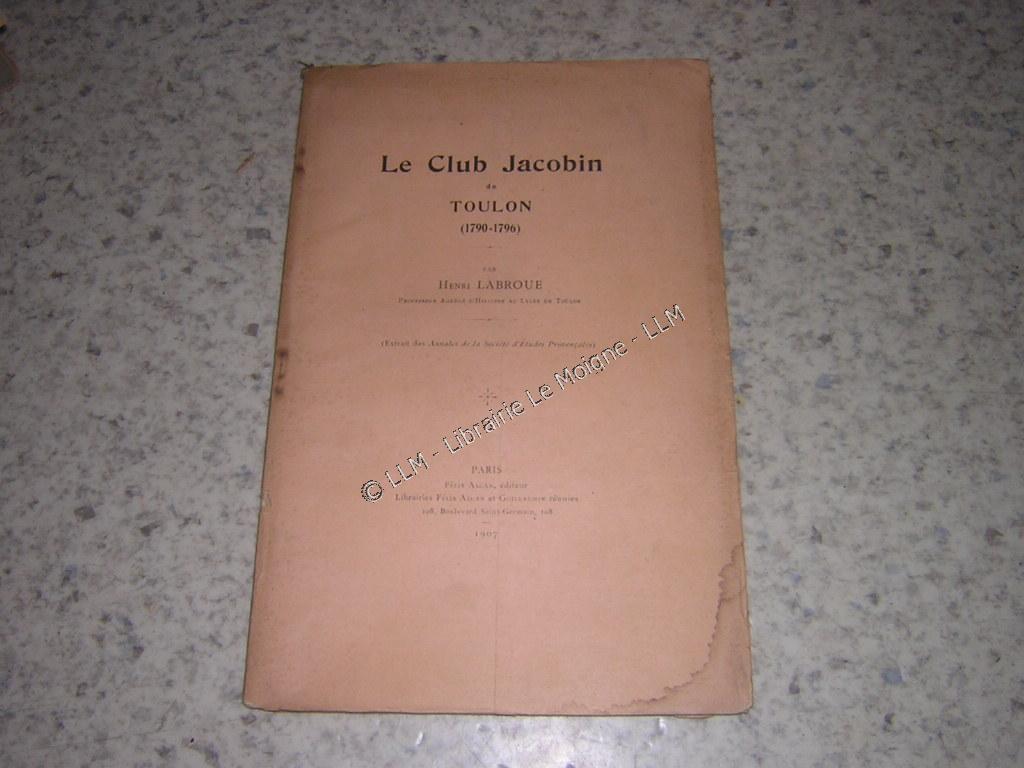 Le Club Jacobin
de
TOULON
(1790-1796)
PAR
HENRI LABROUE
PROFESSEUR AGRÉGÉ D'HISTOIRE AU LYCÉE DE TOULON
(Extrait des Annales de la Société d'Études Provençales)
PARIS
FÉLIX ALCAN, éditeur
Librairies FÉLIX ALCAN et GUILLAUMIN réunies
108, Boulevard Saint-Germain, 108
1907
© LLM - Librairie Le Moigne - LLM